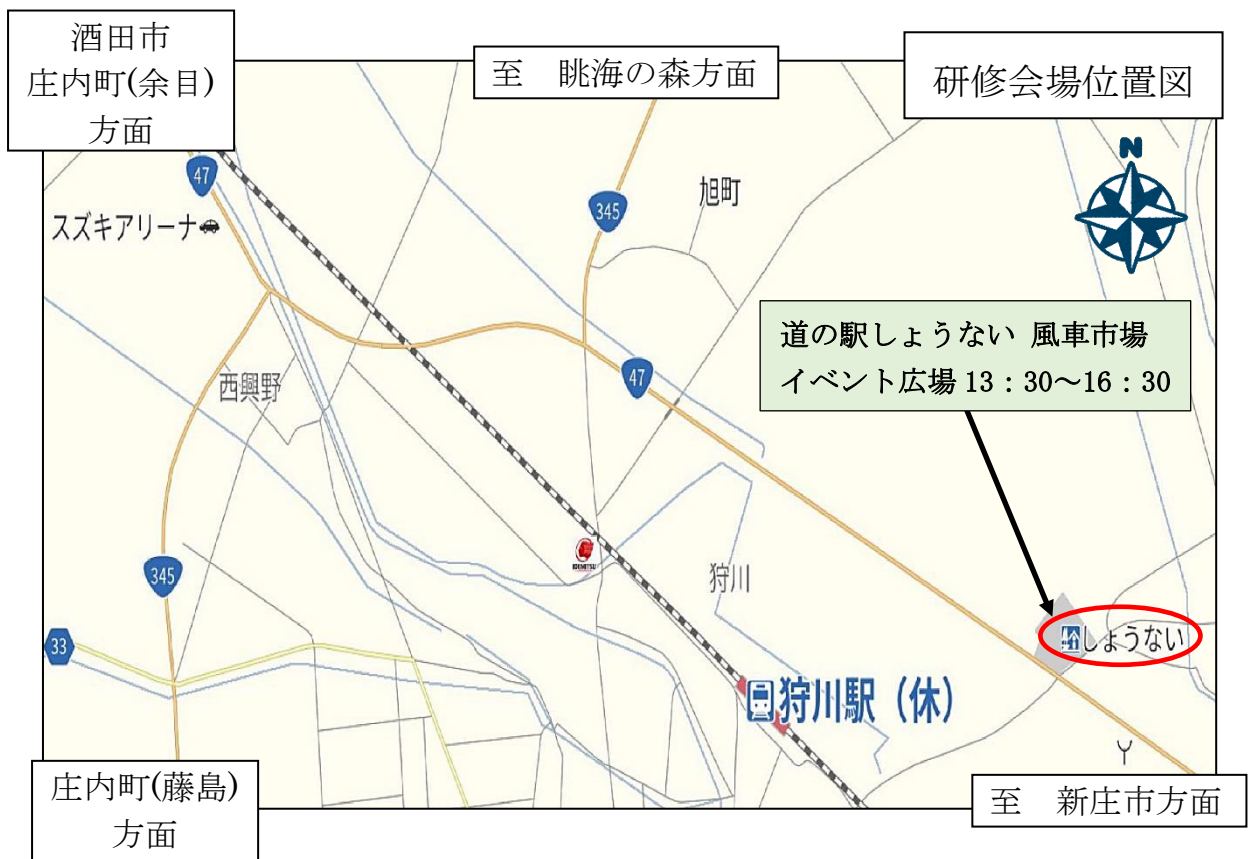 酒田市
庄内町(余目)
方面
至　眺海の森方面
研修会場位置図
N
47
345
旭町
スズキアリーナ
道の駅しょうない 風車市場
イベント広場 13：30～16：30
47
西興野
IDEMITSU
狩川
345
33
しょうない
狩川駅（休）
庄内町(藤島)
方面
至　新庄市方面